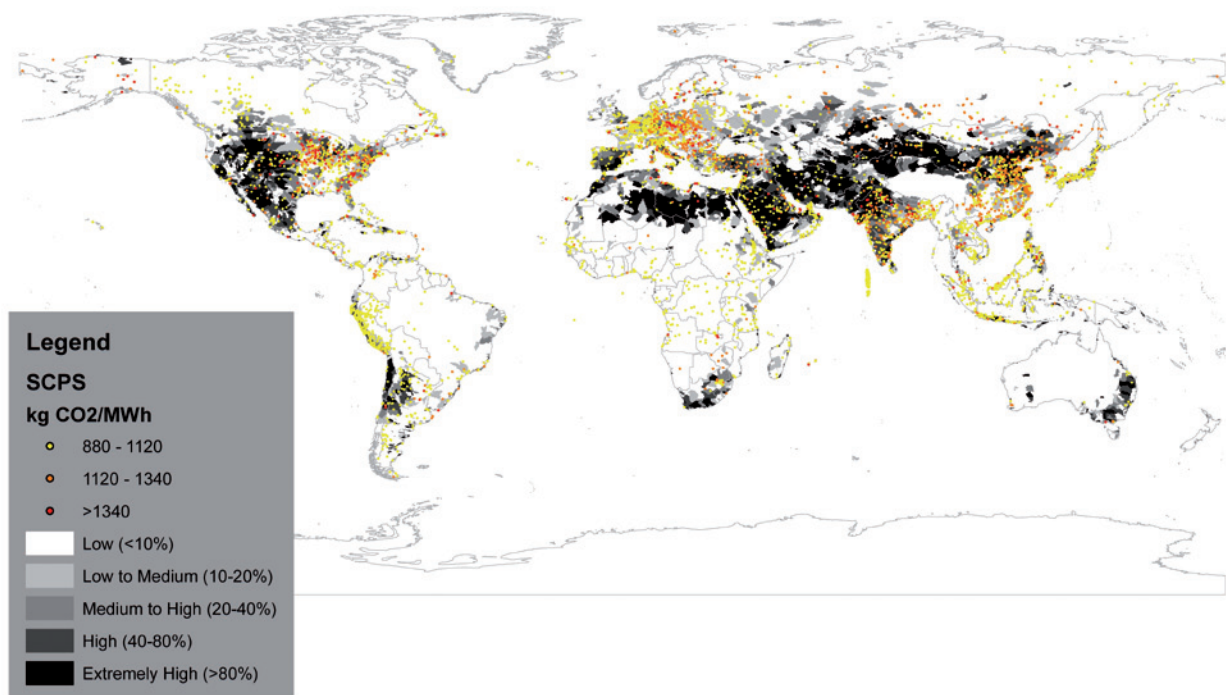 Legend
SCPS
kg CO2/MWh
880 - 1120
1120 - 1340
>1340
Low (<10%)
Low to Medium (10-20%)
Medium to High (20-40%)
High (40-80%)
Extremely High (>80%)